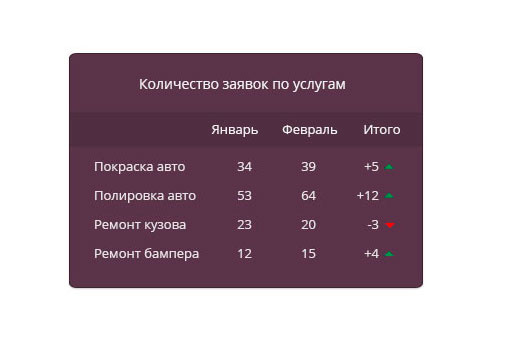 Количество заявок по услугам
Январь Февраль Итого
Покраска авто 34 39 +5
Полировка авто 53 64 +12
Ремонт кузова 23 20 -3
Ремонт бампера 12 15 +4